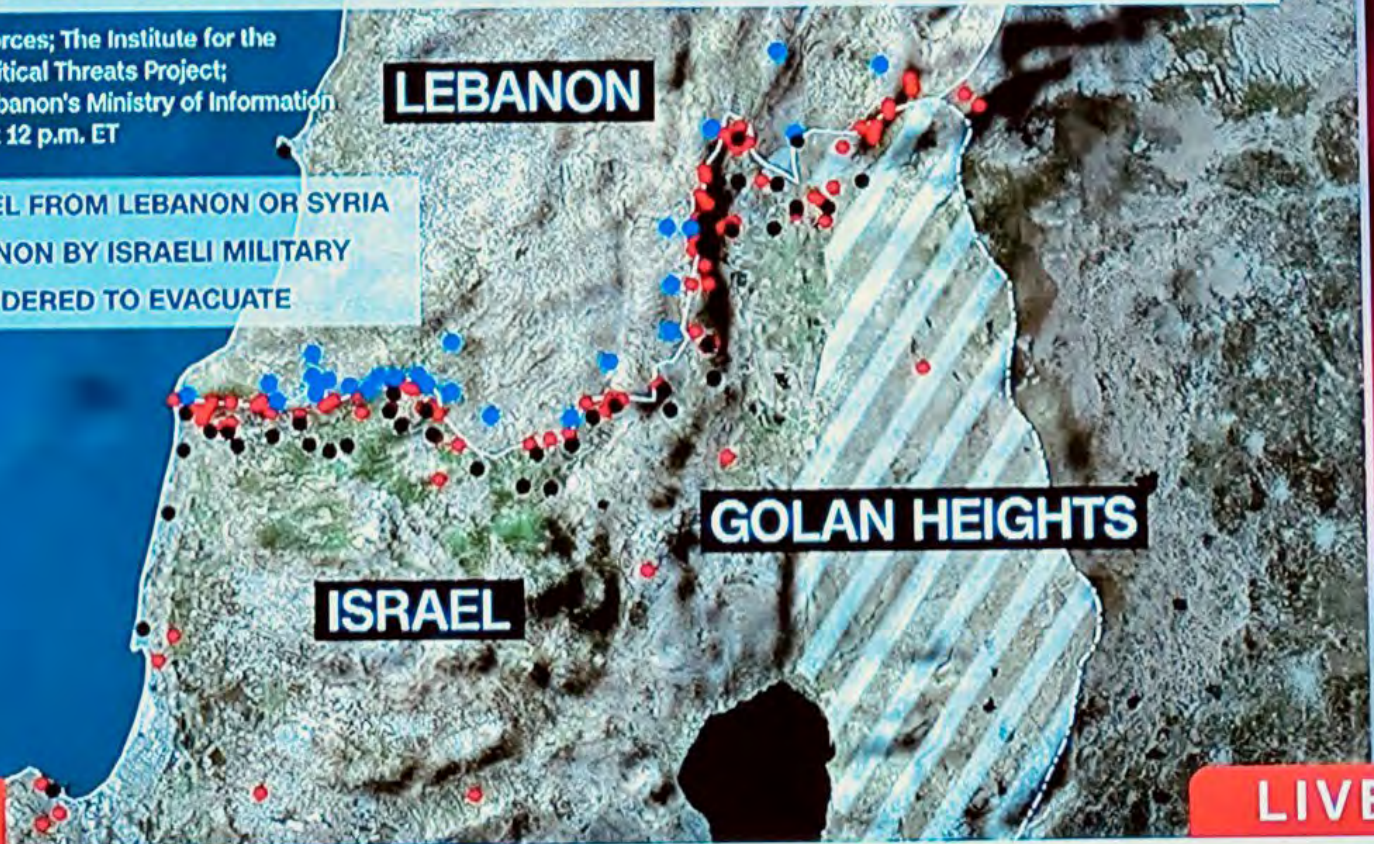 rces; The Institute for the
itical Threats Project;
banon's Ministry of Information
12 p.m. ET
EL FROM LEBANON OR SYRIA
NON BY ISRAELI MILITARY
DERED TO EVACUATE
LEBANON
GOLAN HEIGHTS
ISRAEL
LIVE